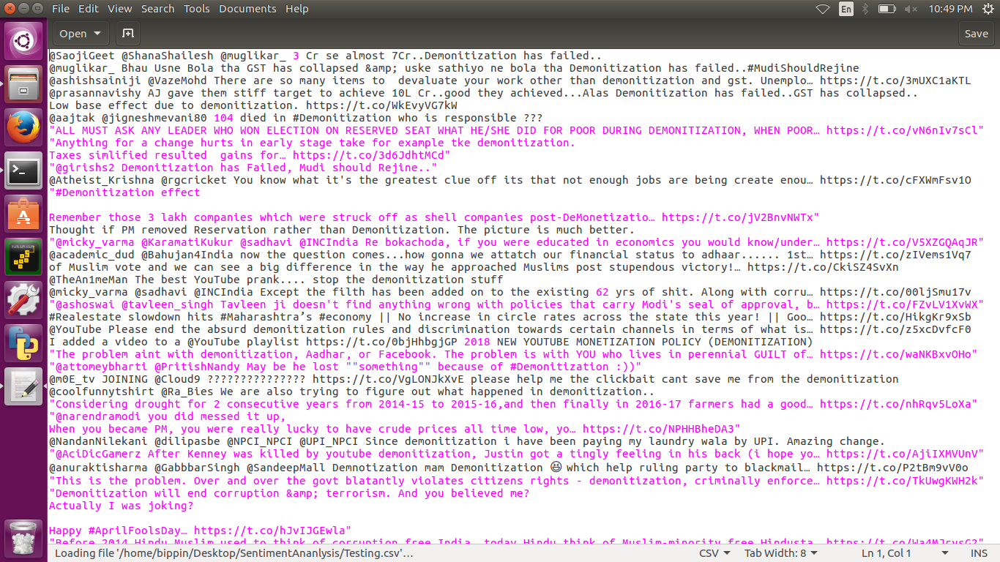 File Edit View Search Tools Documents Help En 10:49 PM
Open Save
@SaojiGeet @ShanaShailesh @muglikar_ 3 Cr se almost 7Cr..Demonitization has failed..
@muglikar_ Bhau Usne Bola tha GST has collapsed &amp; uske sathiyo ne bola tha Demonitization has failed..#MudiShouldRejine
@ashishsainiji @VazeMohd There are so many items to  devaluate your work other than demonitization and gst. Unemplo… https://t.co/3mUXC1aKTL
@prasannavishy AJ gave them stiff target to achieve 10L Cr..good they achieved...Alas Demonitization has failed..GST has collapsed..
Low base effect due to demonitization. https://t.co/WkEvyVG7kW
@aajtak @jigneshmevani80 104 died in #Demonitization who is responsible ???
"ALL MUST ASK ANY LEADER WHO WON ELECTION ON RESERVED SEAT WHAT HE/SHE DID FOR POOR DURING DEMONITIZATION, WHEN POOR… https://t.co/vN6nIv7sCl"
"Anything for a change hurts in early stage take for example tke demonitization.
Taxes simlified resulted  gains for… https://t.co/3d6JdhtMCd"
"@girishs2 Demonitization has Failed, Mudi should Rejine.."
@Atheist_Krishna @rgcricket You know what it's the greatest clue off its that not enough jobs are being create enou… https://t.co/cFXWmFsv1O
"#Demonitization effect
Remember those 3 lakh companies which were struck off as shell companies post-DeMonetizatio… https://t.co/jV2BnvNWTx"
Thought if PM removed Reservation rather than Demonitization. The picture is much better.
"@micky_varma @KaramatiKukur @sadhavi @INCIndia Re bokachoda, if you were educated in economics you would know/under… https://t.co/V5XZGQAqJR"
@academic_dud @Bahujan4India now the question comes...how gonna we attatch our financial status to adhaar...... 1st… https://t.co/zIVems1Vq7
of Muslim vote and we can see a big difference in the way he approached Muslims post stupendous victory!… https://t.co/CkiSZ4SvXn
@TheAn1meMan The best YouTube prank.... stop the demonitization stuff
@micky_varma @sadhavi @INCIndia Except the filth has been added on to the existing 62 yrs of shit. Along with corru… https://t.co/00ljSmu17v
"@ashoswai @tavleen_singh Tavleen ji doesn't find anything wrong with policies that carry Modi's seal of approval, b… https://t.co/FZvLV1XvWX"
#Realestate slowdown hits #Maharashtra’s #economy || No increase in circle rates across the state this year! || Goo… https://t.co/HikgKr9xSb
@YouTube Please end the absurd demonitization rules and discrimination towards certain channels in terms of what is… https://t.co/z5xcDvfcF0
I added a video to a @YouTube playlist https://t.co/0bjHhbgjGP 2018 NEW YOUTUBE MONETIZATION POLICY (DEMONITIZATION)
"The problem aint with demonitization, Aadhar, or Facebook. The problem is with YOU who lives in perennial GUILT of… https://t.co/waNKBxvOHo"
"@attomeybharti @PritishNandy May be he lost ""something"" because of #Demonitization :))"
@m0E_tv JOINING @Cloud9 ??????????????? https://t.co/VgLONJkXvE please help me the clickbait cant save me from the demonitization
@coolfunnytshirt @Ra_Bies We are also trying to figure out what happened in demonitization..
"Considering drought for 2 consecutive years from 2014-15 to 2015-16,and then finally in 2016-17 farmers had a good… https://t.co/nhRqv5LoXa"
"@narendramodi you did messed it up,
When you became PM, you were really lucky to have crude prices all time low, yo… https://t.co/NPHHBheDA3"
@NandanNilekani @dilipasbe @NPCI_NPCI @UPI_NPCI Since demonitization i have been paying my laundry wala by UPI. Amazing change.
"@AciDicGamerz After Kenney was killed by youtube demonitization, Justin got a tingly feeling in his back (i hope yo… https://t.co/AjiIXMVUnV"
@anuraktisharma @GabbbarSingh @SandeepMall Demnotization mam Demonitization 😆 which help ruling party to blackmail… https://t.co/P2tBm9vV0o
"This is the problem. Over and over the govt blatantly violates citizens rights - demonitization, criminally enforce… https://t.co/TkUwgKWH2k"
"Demonitization will end corruption &amp; terrorism. And you believed me?
Actually I was joking?
Happy #AprilFoolsDay… https://t.co/hJvIJGEwla"
"Before 2014 Hindu Muslim used to think of corruption free India, today Hindu think of Muslim-minority free Hindusta… https://t.co/Wa4MJrvsG2"
Loading file '/home/bippin/Desktop/SentimentAnanlysis/Testing.csv'… CSV Tab Width: 8 Ln 1, Col 1 INS